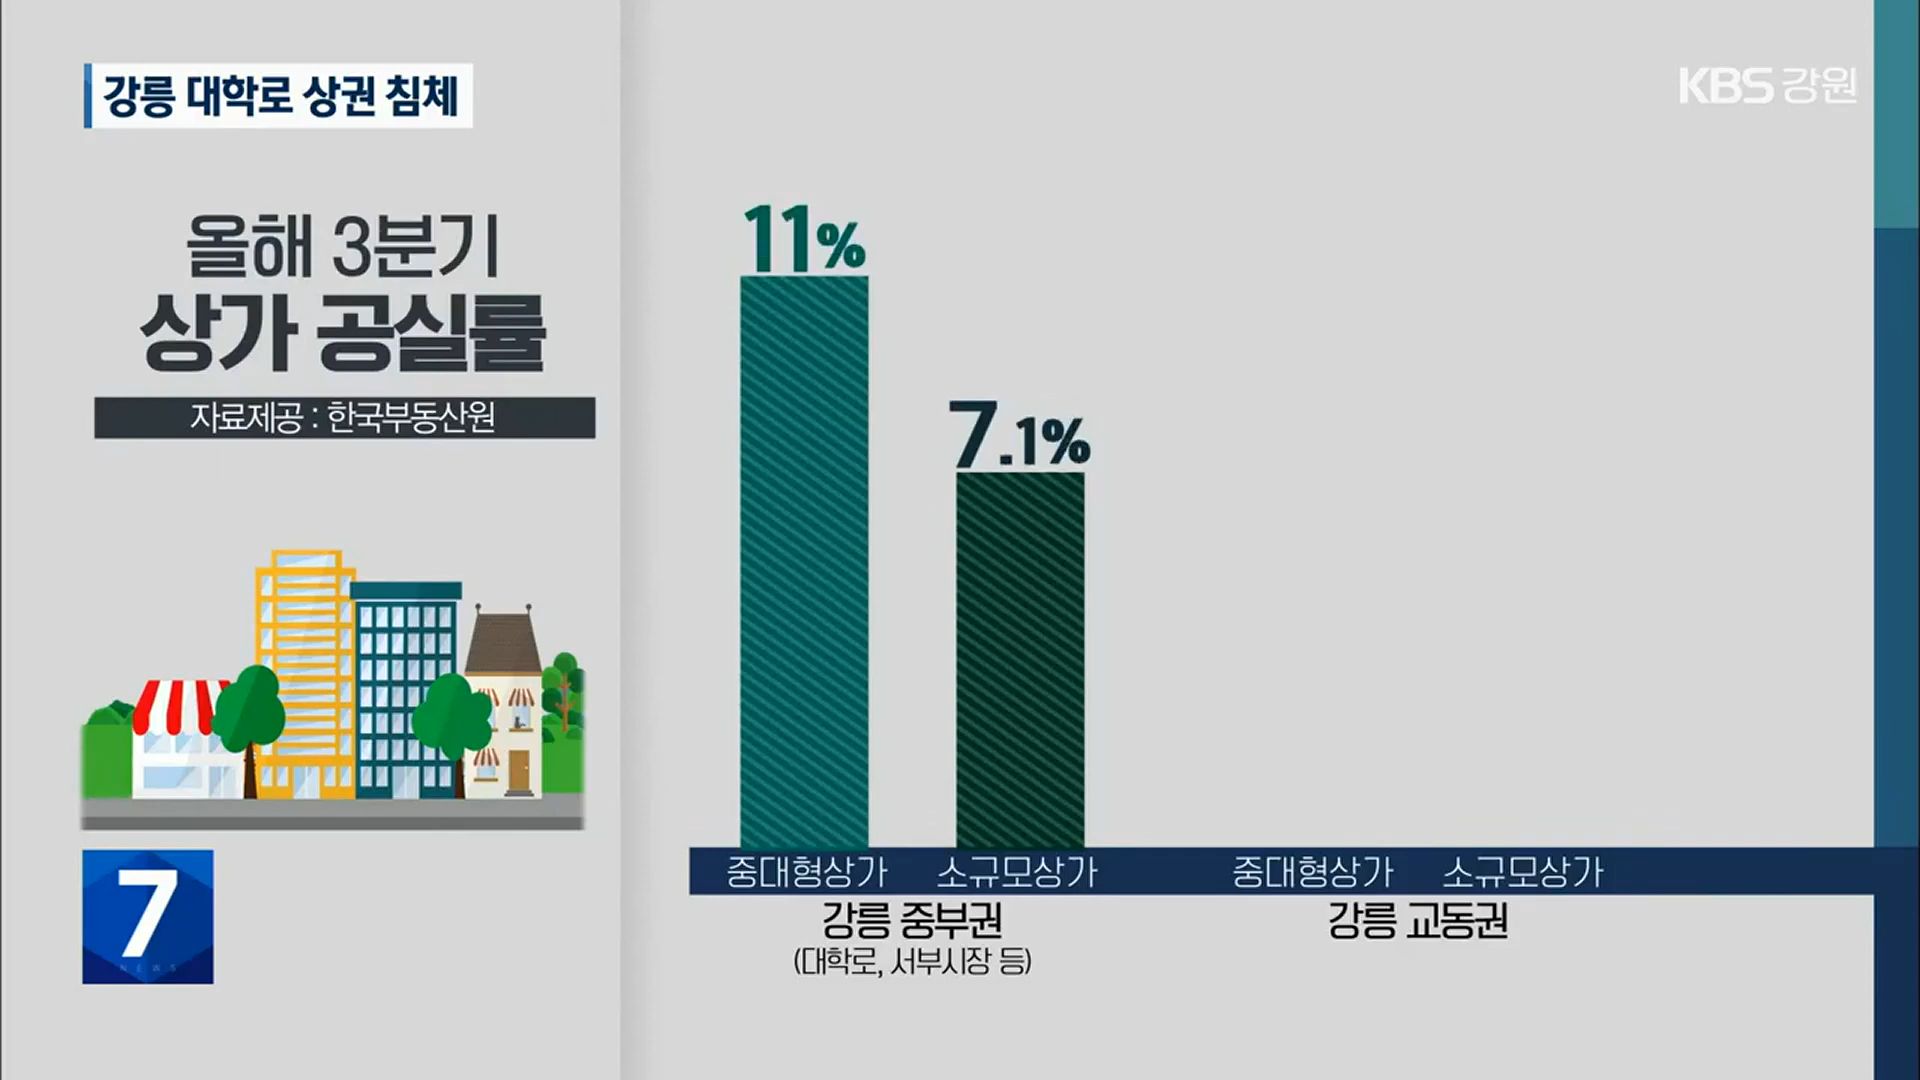 강릉 대학로 상권 침체
KBS 강원
올해 3분기
상가 공실률
자료제공 : 한국부동산원
11%
7.1%
중대형상가 소규모상가 중대형상가 소규모상가
강릉 중부권 강릉 교동권
(대학로, 서부시장 등)
7
NEWS